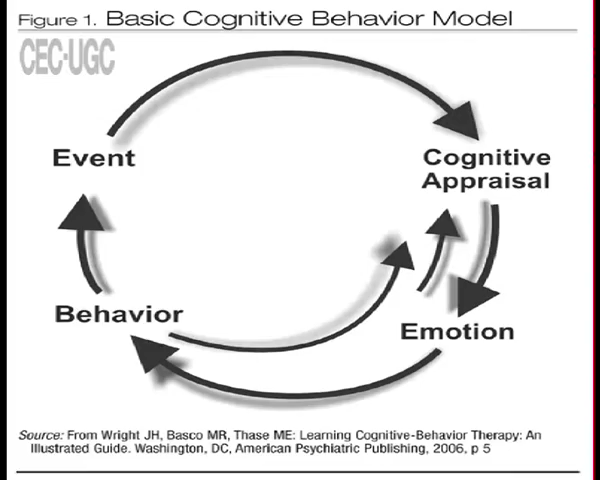 Figure 1. Basic Cognitive Behavior Model
CEC-UGC
Event
Cognitive
Appraisal
Behavior
Emotion
Source: From Wright JH, Basco MR, Thase ME: Learning Cognitive-Behavior Therapy: An
Illustrated Guide. Washington, DC, American Psychiatric Publishing, 2006, p 5